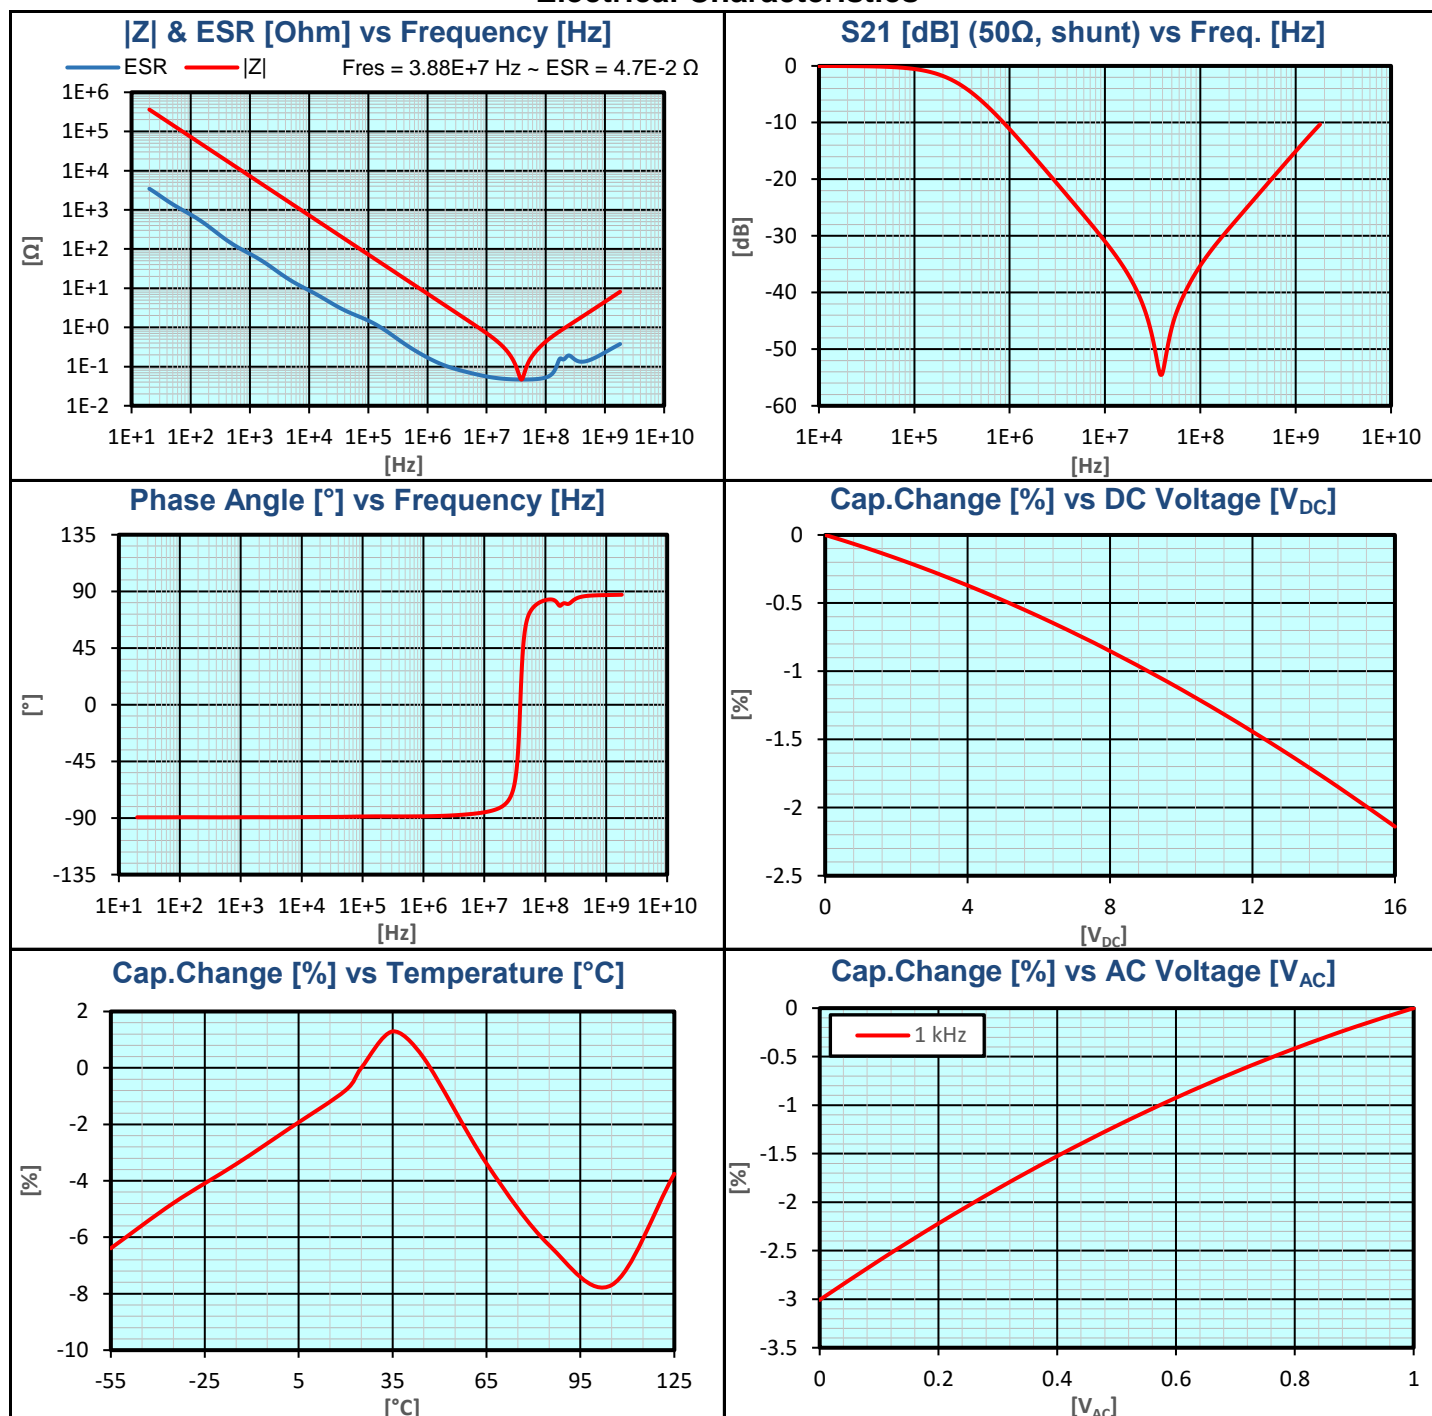 |Z| & ESR [Ohm] vs Frequency [Hz]
ESR |Z| Fres = 3.88E+7 Hz ~ ESR = 4.7E-2 Ω
1E+6
1E+5
1E+4
1E+3
1E+2
1E+1
1E+0
1E-1
1E-2
[Ω]
1E+1 1E+2 1E+3 1E+4 1E+5 1E+6 1E+7 1E+8 1E+9 1E+10
[Hz]
S21 [dB] (50Ω, shunt) vs Freq. [Hz]
0
-10
-20
-30
-40
-50
-60
[dB]
1E+4 1E+5 1E+6 1E+7 1E+8 1E+9 1E+10
[Hz]
Phase Angle [°] vs Frequency [Hz]
135
90
45
0
-45
-90
-135
[°]
1E+1 1E+2 1E+3 1E+4 1E+5 1E+6 1E+7 1E+8 1E+9 1E+10
[Hz]
Cap.Change [%] vs DC Voltage [VDC]
0
-0.5
-1
-1.5
-2
-2.5
[%]
0 4 8 12 16
[VDC]
Cap.Change [%] vs Temperature [°C]
2
0
-2
-4
-6
-8
-10
[%]
-55 -25 5 35 65 95 125
[°C]
Cap.Change [%] vs AC Voltage [VAC]
1 kHz
0
-0.5
-1
-1.5
-2
-2.5
-3
-3.5
[%]
0 0.2 0.4 0.6 0.8 1
[VAC]